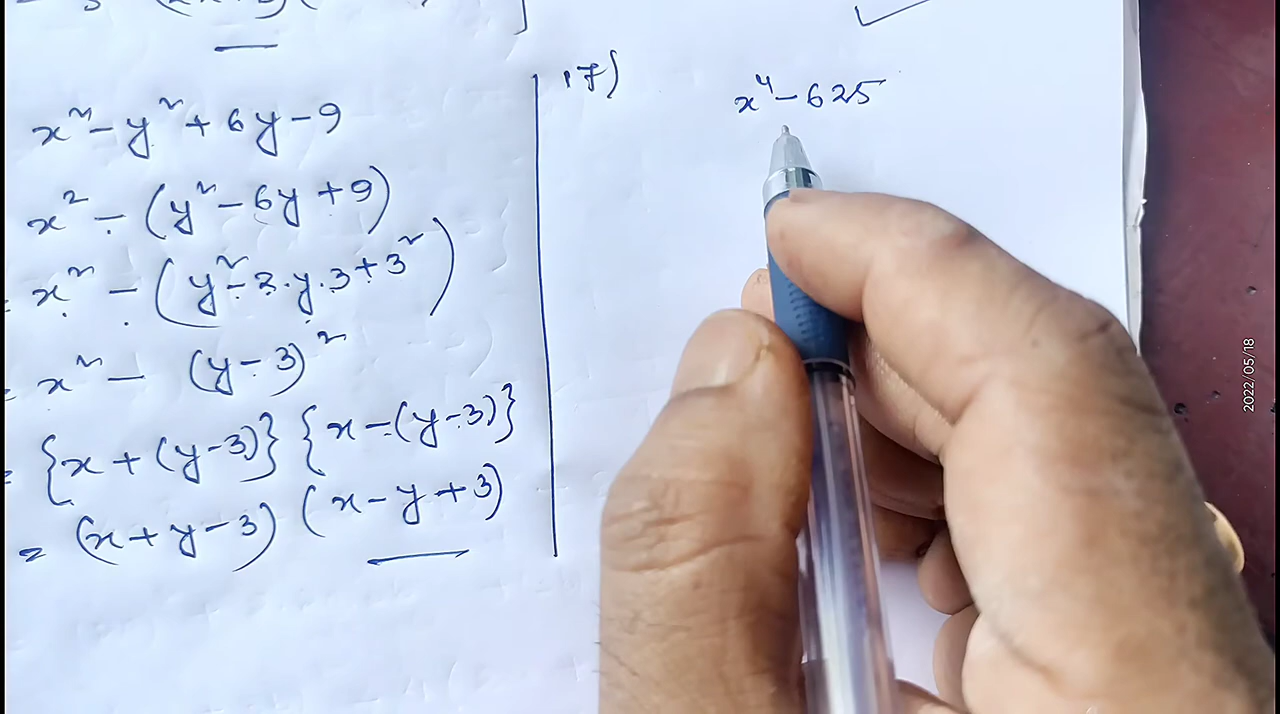 x² - y² + 6y - 9
x² - (y² - 6y + 9)
= x² - (y² - 2.y.3 + 3²)
= x² - (y - 3)²
= {x + (y-3)} {x - (y-3)}
= (x + y - 3) (x - y + 3)
17)
x⁴ - 625
2022/05/18